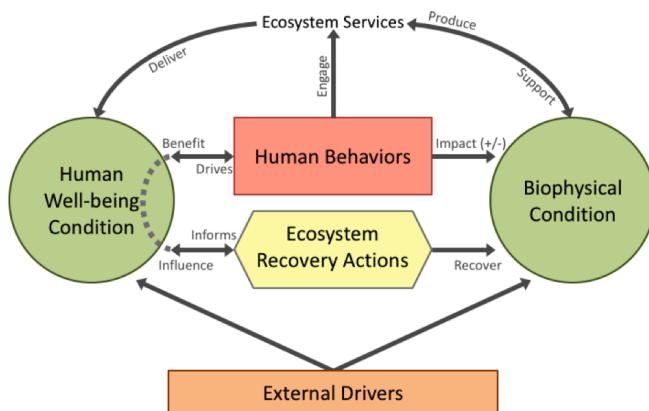 Ecosystem Services
Produce
Deliver
Engage
Support
Benefit
Human Behaviors
Impact (+/-)
Drives
Human
Well-being
Condition
Biophysical
Condition
Informs
Ecosystem
Recovery Actions
Influence
Recover
External Drivers